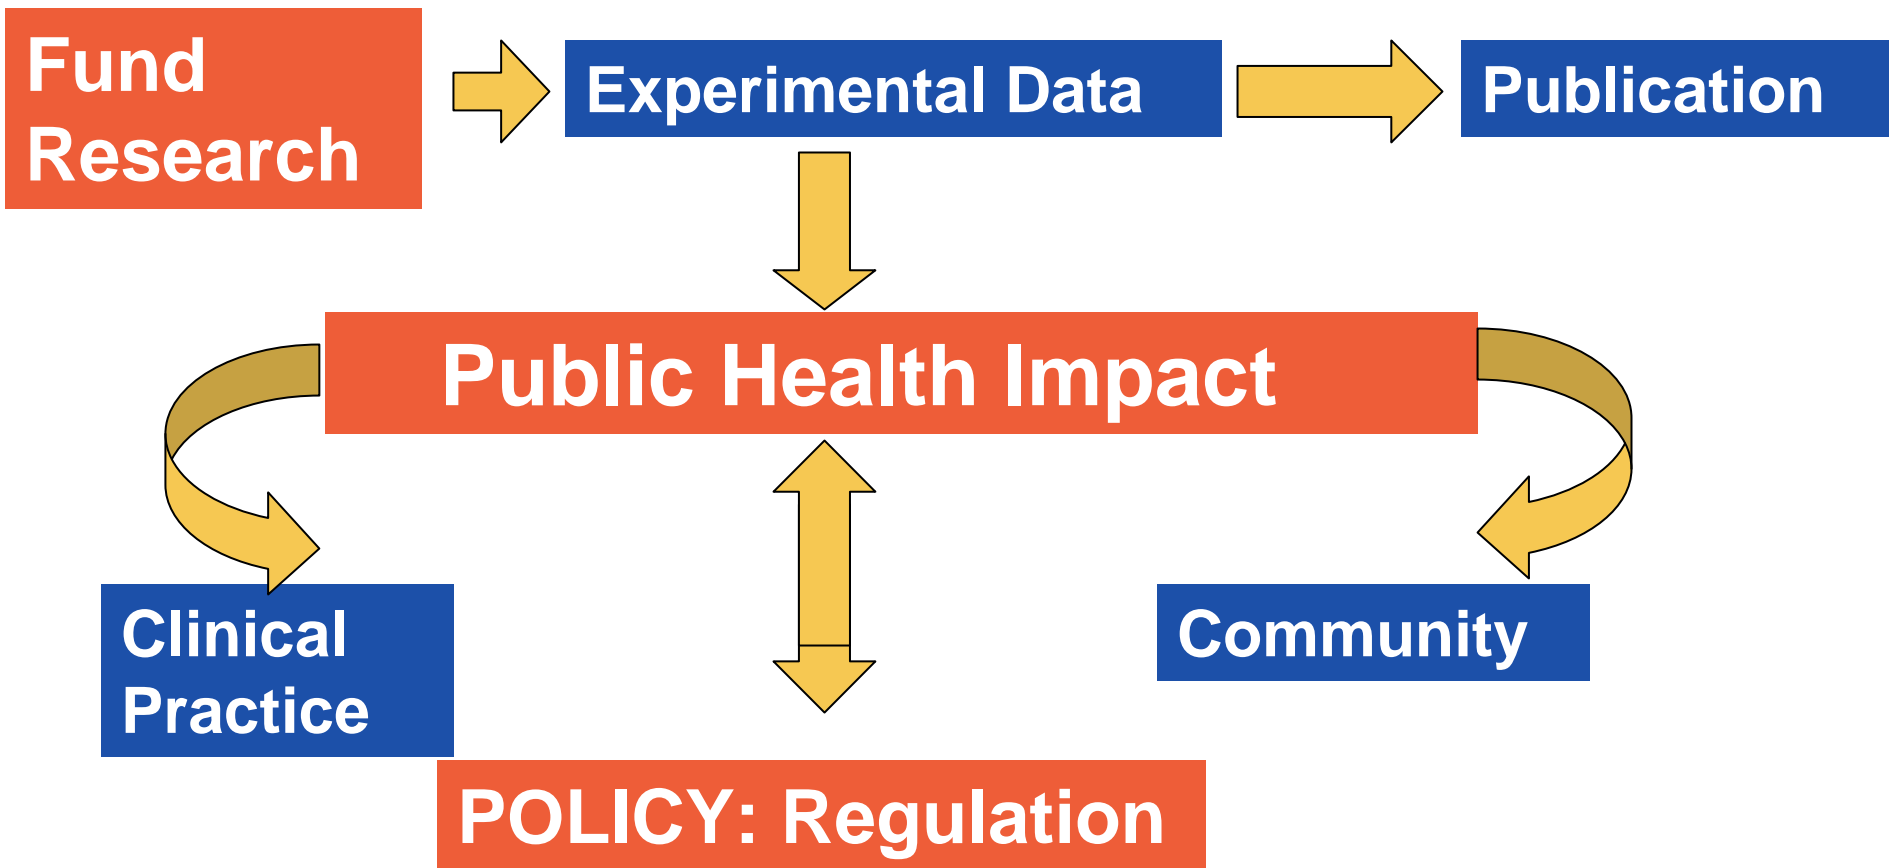 Fund
Research
Experimental Data
Publication
Public Health Impact
Clinical
Practice
Community
POLICY: Regulation